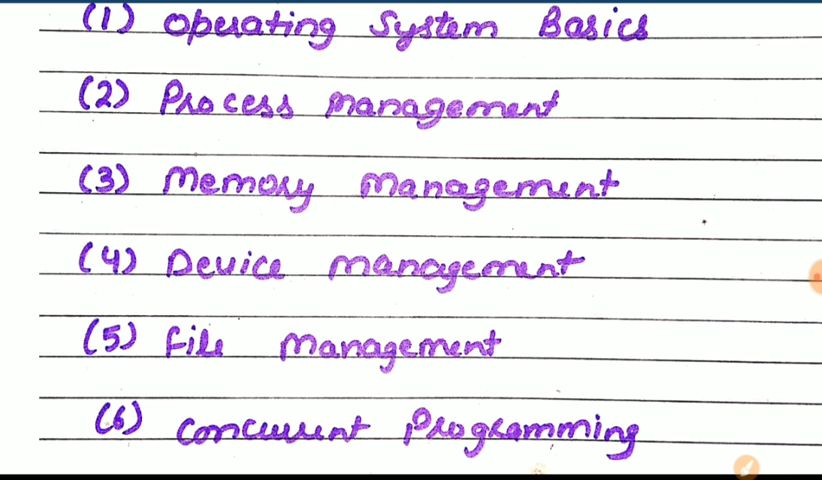 (1) Operating System Basics
(2) Process Management
(3) Memory Management
(4) Device Management
(5) File Management
(6) Concurrent Programming